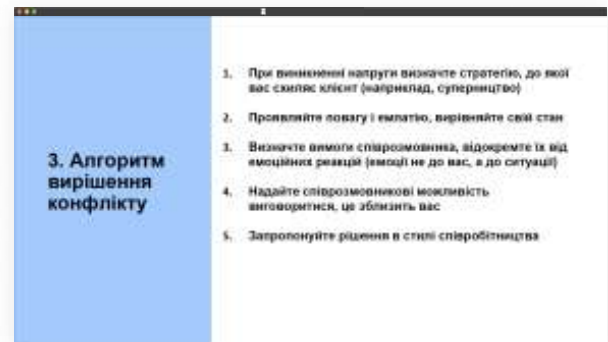 3. Алгоритм
вирішення
конфлікту
1. При виникненні напруги визначте стратегію, до якої
вас схиляє клієнт (наприклад, суперництво)
2. Проявляйте повагу і емпатію, вирівняйте свій стан
3. Визначте вимоги співрозмовника, відокремте їх від
емоційних реакцій (емоції не до вас, а до ситуації)
4. Надайте співрозмовникові можливість
виговоритися, це зблизить вас
5. Запропонуйте рішення в стилі співробітництва